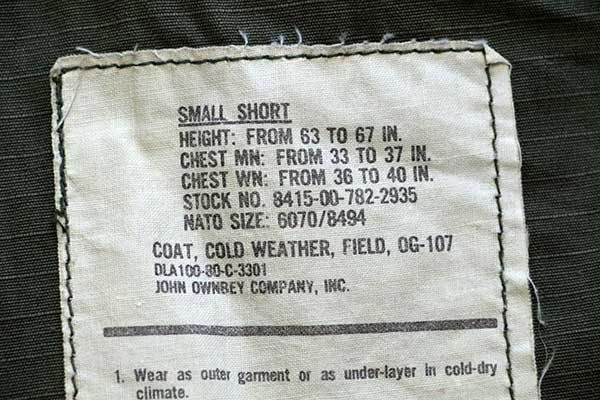 SMALL SHORT
HEIGHT: FROM 63 TO 67 IN.
CHEST MN: FROM 33 TO 37 IN.
CHEST WN: FROM 36 TO 40 IN.
STOCK NO. 8415-00-782-2935
NATO SIZE: 6070/8494
COAT, COLD WEATHER, FIELD, OG-107
DLA100-80-C-3301
JOHN OWNBEY COMPANY, INC.
1. Wear as outer garment or as under-layer in cold-dry
climate.